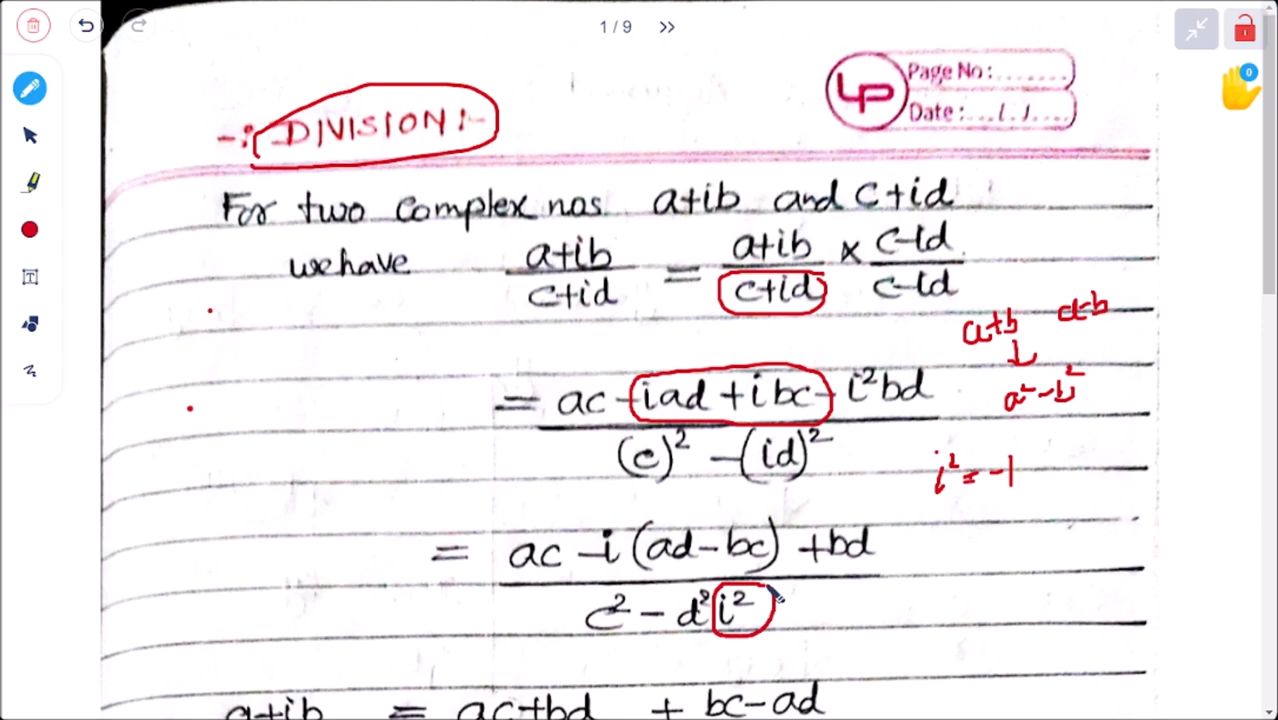 1 / 9 >>
LP
Page No: .......
Date: ... / . / ....
-: DIVISION :-
For two complex nos. a+ib and c+id
we have a+ib/c+id = a+ib/c+id × c-id/c-id
a+b a-b
↓
a²-b²
= ac - iad + ibc - i²bd / (c)² - (id)²
i² = -1
= ac - i(ad - bc) + bd / c² - d²i²
a+ib = ac+bd + bc-ad
0